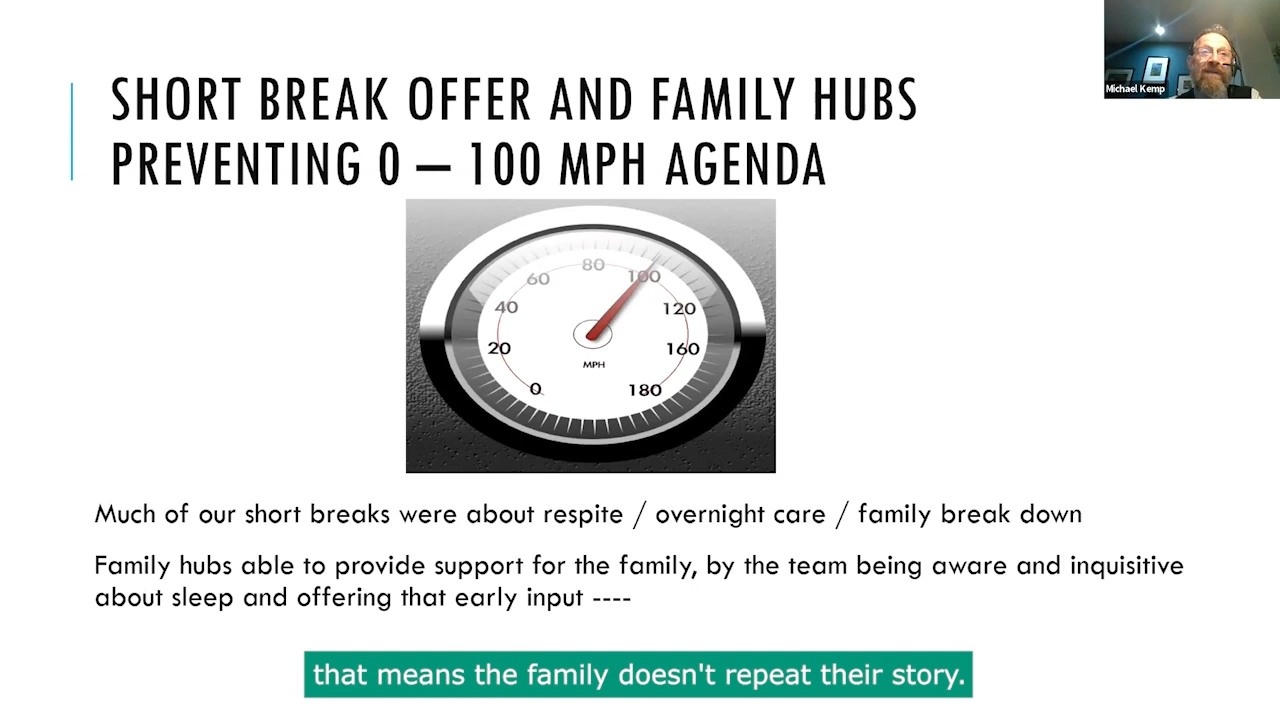 SHORT BREAK OFFER AND FAMILY HUBS
PREVENTING 0 – 100 MPH AGENDA
Michael Kemp
80
60
100
40
120
20
160
MPH
0
180
Much of our short breaks were about respite / overnight care / family break down
Family hubs able to provide support for the family, by the team being aware and inquisitive
about sleep and offering that early input ----
that means the family doesn't repeat their story.